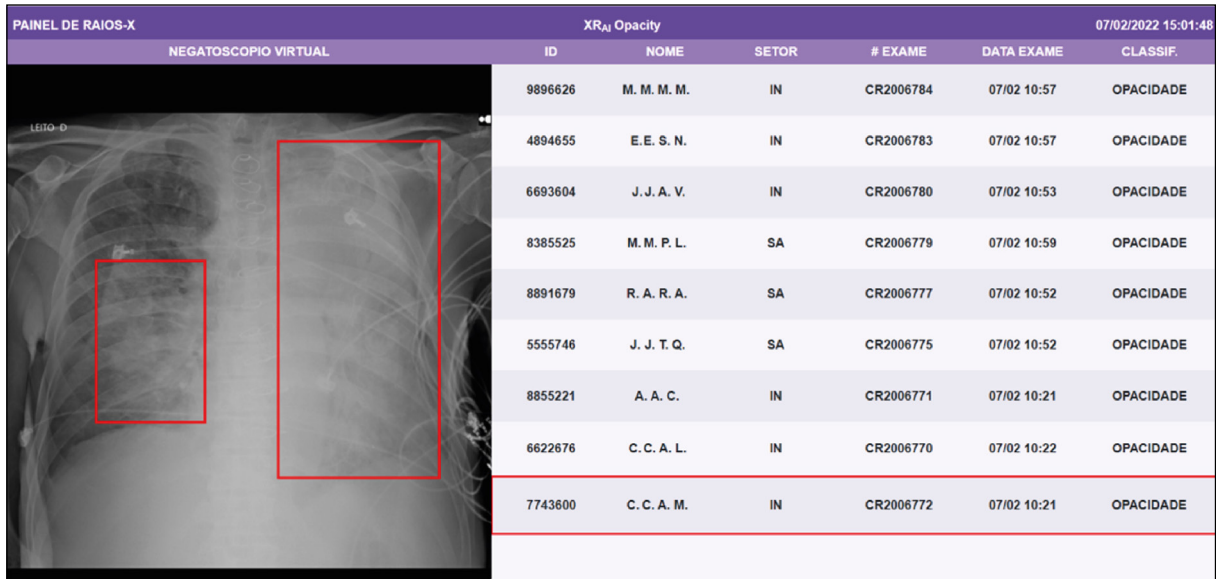 PAINEL DE RAIOS-X XRAI Opacity 07/02/2022 15:01:48
NEGATOSCOPIO VIRTUAL ID NOME SETOR # EXAME DATA EXAME CLASSIF.
LEITO-D
9896626 M. M. M. M. IN CR2006784 07/02 10:57 OPACIDADE
4894655 E.E. S. N. IN CR2006783 07/02 10:57 OPACIDADE
6693604 J. J. A. V. IN CR2006780 07/02 10:53 OPACIDADE
8385525 M. M. P. L. SA CR2006779 07/02 10:59 OPACIDADE
8891679 R. A. R. A. SA CR2006777 07/02 10:52 OPACIDADE
5555746 J. J. T. Q. SA CR2006775 07/02 10:52 OPACIDADE
8855221 A. A. C. IN CR2006771 07/02 10:21 OPACIDADE
6622676 C. C. A. L. IN CR2006770 07/02 10:22 OPACIDADE
7743600 C. C. A. M. IN CR2006772 07/02 10:21 OPACIDADE